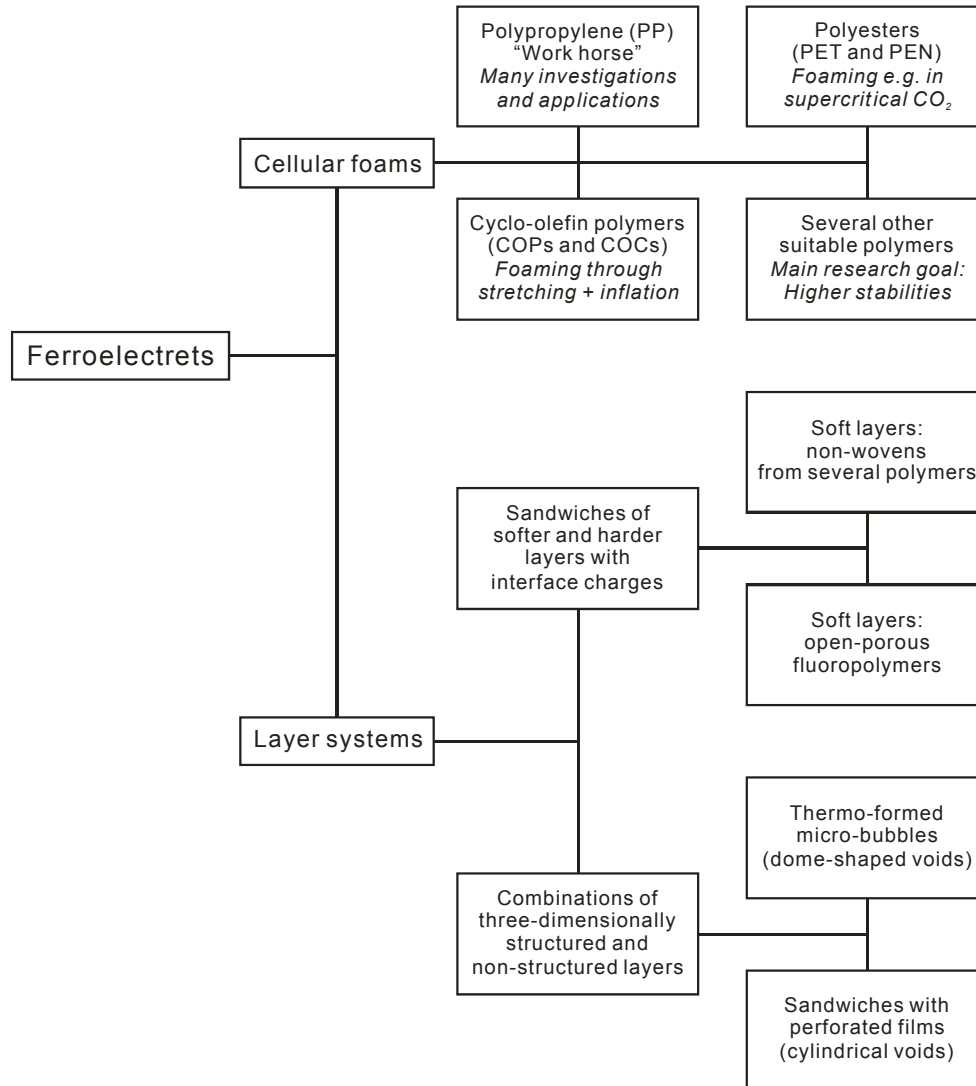 Polypropylene (PP)
“Work horse”
Many investigations
and applications
Polyesters
(PET and PEN)
Foaming e.g. in
supercritical CO₂
Cellular foams
Cyclo-olefin polymers
(COPs and COCs)
Foaming through
stretching + inflation
Several other
suitable polymers
Main research goal:
Higher stabilities
Ferroelectrets
Soft layers:
non-wovens
from several polymers
Sandwiches of
softer and harder
layers with
interface charges
Soft layers:
open-porous
fluoropolymers
Layer systems
Thermo-formed
micro-bubbles
(dome-shaped voids)
Combinations of
three-dimensionally
structured and
non-structured layers
Sandwiches with
perforated films
(cylindrical voids)